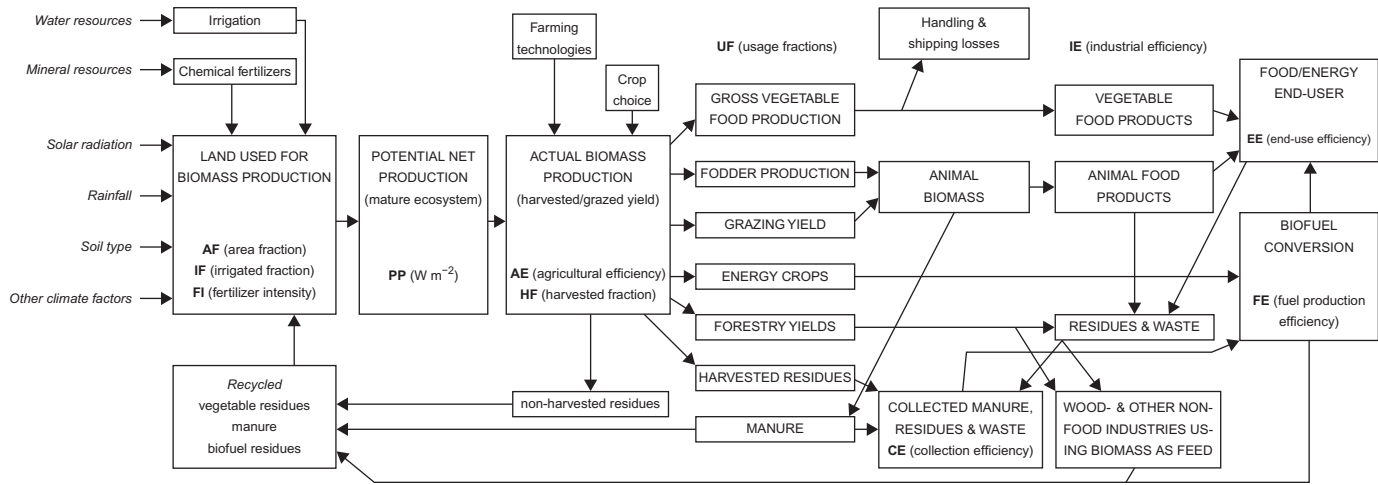 Water resources
Irrigation
Mineral resources
Chemical fertilizers
Solar radiation
Rainfall
Soil type
Other climate factors
LAND USED FOR
BIOMASS PRODUCTION
AF (area fraction)
IF (irrigated fraction)
FI (fertilizer intensity)
Recycled
vegetable residues
manure
biofuel residues
POTENTIAL NET
PRODUCTION
(mature ecosystem)
PP (W m−2)
Farming
technologies
Crop
choice
ACTUAL BIOMASS
PRODUCTION
(harvested/grazed yield)
AE (agricultural efficiency)
HF (harvested fraction)
non-harvested residues
UF (usage fractions)
GROSS VEGETABLE
FOOD PRODUCTION
FODDER PRODUCTION
GRAZING YIELD
ENERGY CROPS
FORESTRY YIELDS
HARVESTED RESIDUES
MANURE
Handling &
shipping losses
ANIMAL
BIOMASS
COLLECTED MANURE,
RESIDUES & WASTE
CE (collection efficiency)
IE (industrial efficiency)
VEGETABLE
FOOD PRODUCTS
ANIMAL FOOD
PRODUCTS
RESIDUES & WASTE
WOOD- & OTHER NON-
FOOD INDUSTRIES US-
ING BIOMASS AS FEED
FOOD/ENERGY
END-USER
EE (end-use efficiency)
BIOFUEL
CONVERSION
FE (fuel production
efficiency)